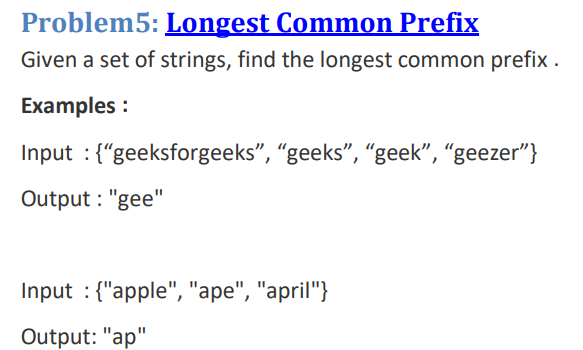 Problem5: Longest Common Prefix
Given a set of strings, find the longest common prefix .
Examples :
Input  : {“geeksforgeeks”, “geeks”, “geek”, “geezer”}
Output : "gee"
Input  : {"apple", "ape", "april"}
Output: "ap"